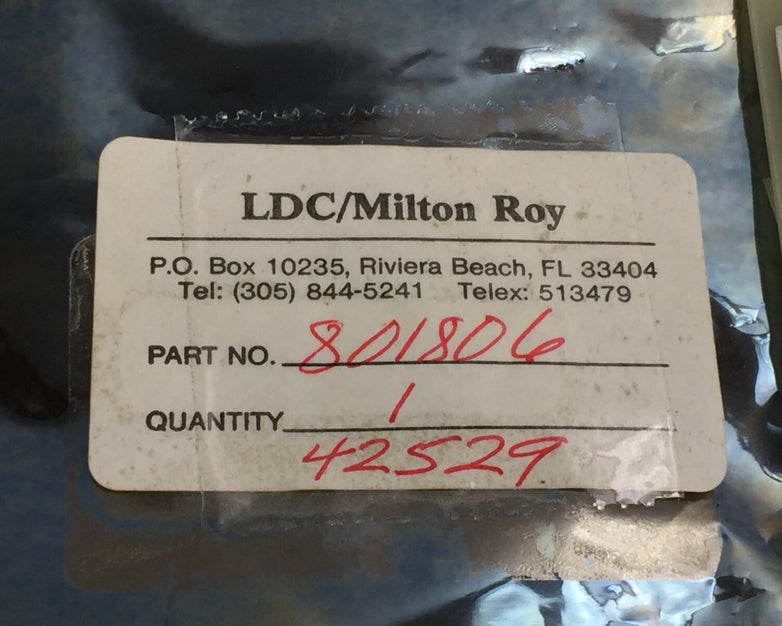 LDC/Milton Roy
P.O. Box 10235, Riviera Beach, FL 33404
Tel: (305) 844-5241 Telex: 513479
PART NO. 801806
QUANTITY 1
42529